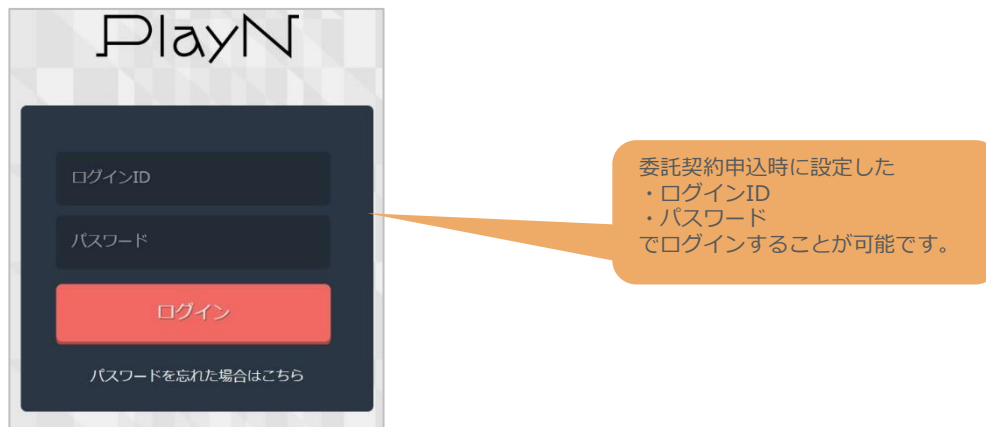 PlayN
ログインID
パスワード
ログイン
パスワードを忘れた場合はこちら
委託契約申込時に設定した
・ログインID
・パスワード
でログインすることが可能です。